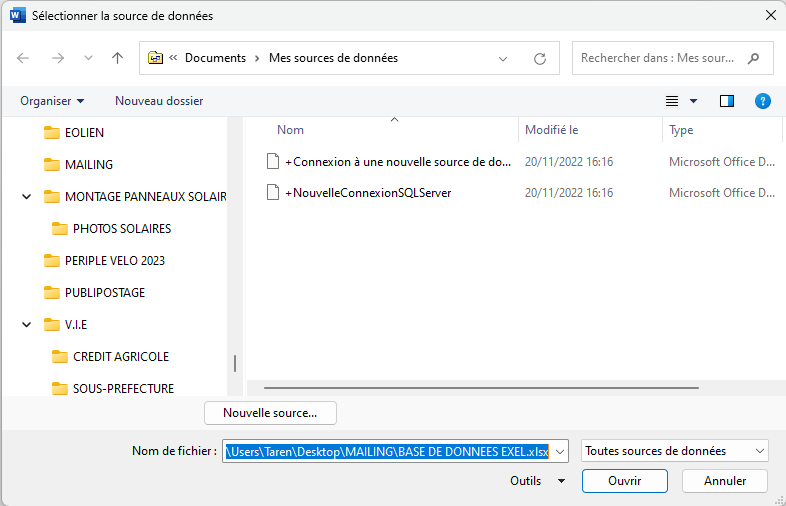 Sélectionner la source de données
Documents > Mes sources de données
Rechercher dans : Mes sour...
Organiser
Nouveau dossier
?
Nom
Modifié le
Type
EOLIEN
MAILING
MONTAGE PANNEAUX SOLAIR
PHOTOS SOLAIRES
PERIPLE VELO 2023
PUBLIPOSTAGE
V.I.E
CREDIT AGRICOLE
SOUS-PREFECTURE
+Connexion à une nouvelle source de do... 20/11/2022 16:16 Microsoft Office D...
+NouvelleConnexionSQLServer 20/11/2022 16:16 Microsoft Office D...
Nouvelle source...
Nom de fichier : \Users\Taren\Desktop\MAILING\BASE DE DONNEES EXEL.xlsx
Toutes sources de données
Outils
Ouvrir
Annuler